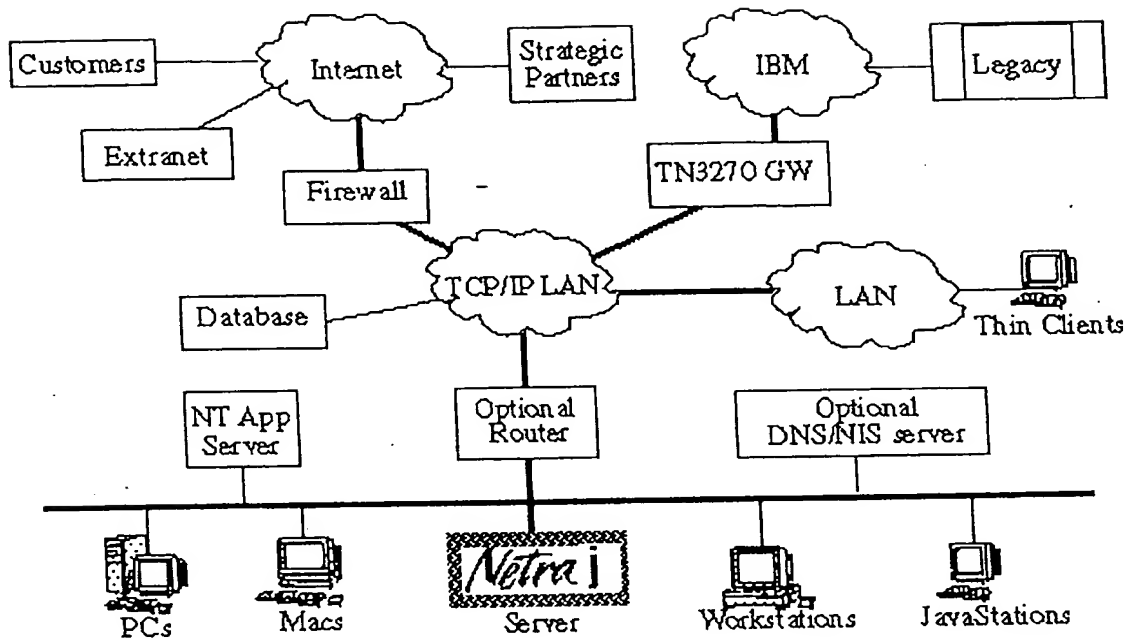 Customers
Internet
Strategic
Partners
IBM
Legacy
Extranet
Firewall
TN3270 GW
TCP/IP LAN
LAN
Database
Thin Clients
NT App
Server
Optional
Router
Optional
DNS/NIS server
PCs
Macs
Netra j
Server
Workstations
JavaStations